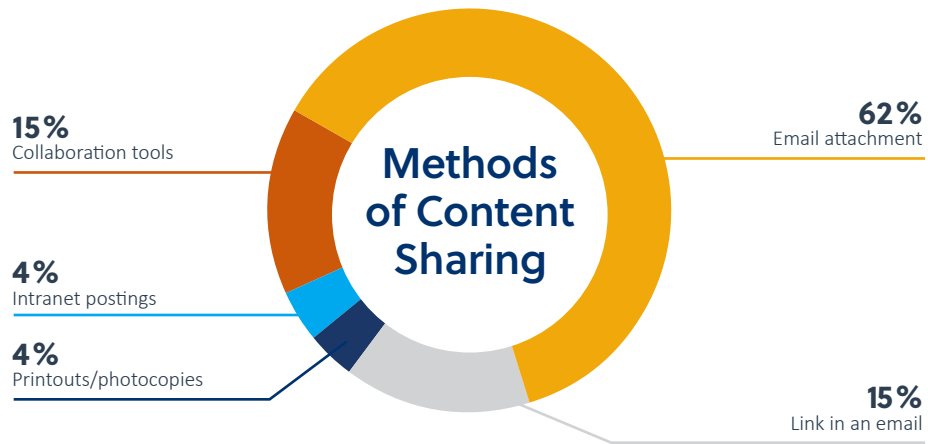 Methods
of Content
Sharing
62%
Email attachment
15%
Collaboration tools
4%
Intranet postings
4%
Printouts/photocopies
15%
Link in an email